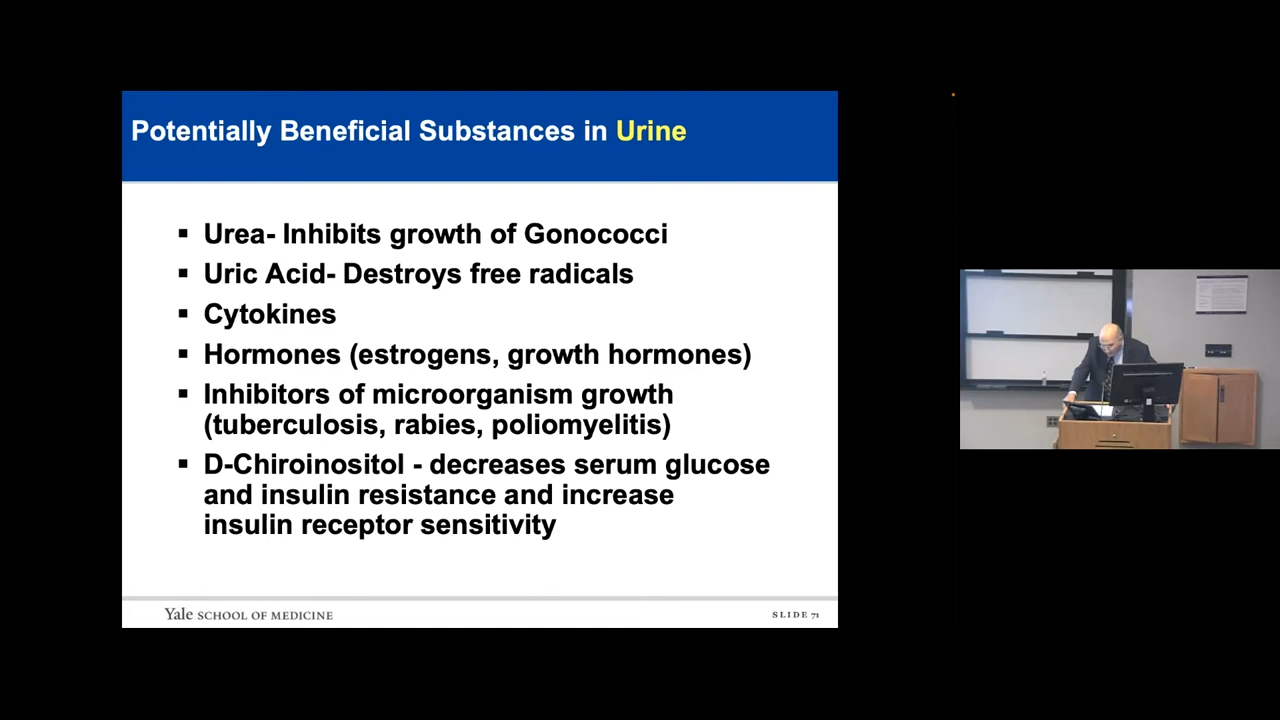 Potentially Beneficial Substances in Urine
▪ Urea- Inhibits growth of Gonococci
▪ Uric Acid- Destroys free radicals
▪ Cytokines
▪ Hormones (estrogens, growth hormones)
▪ Inhibitors of microorganism growth
(tuberculosis, rabies, poliomyelitis)
▪ D-Chiroinositol - decreases serum glucose
and insulin resistance and increase
insulin receptor sensitivity
Yale SCHOOL OF MEDICINE
SLIDE 71